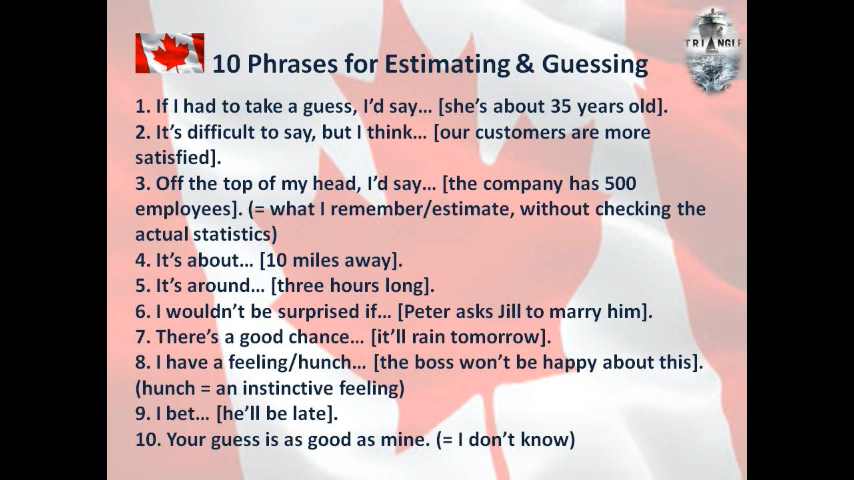 TRIANGLE
10 Phrases for Estimating & Guessing
1. If I had to take a guess, I’d say… [she’s about 35 years old].
2. It’s difficult to say, but I think… [our customers are more
satisfied].
3. Off the top of my head, I’d say… [the company has 500
employees]. (= what I remember/estimate, without checking the
actual statistics)
4. It’s about… [10 miles away].
5. It’s around… [three hours long].
6. I wouldn’t be surprised if… [Peter asks Jill to marry him].
7. There’s a good chance… [it’ll rain tomorrow].
8. I have a feeling/hunch… [the boss won’t be happy about this].
(hunch = an instinctive feeling)
9. I bet… [he’ll be late].
10. Your guess is as good as mine. (= I don’t know)